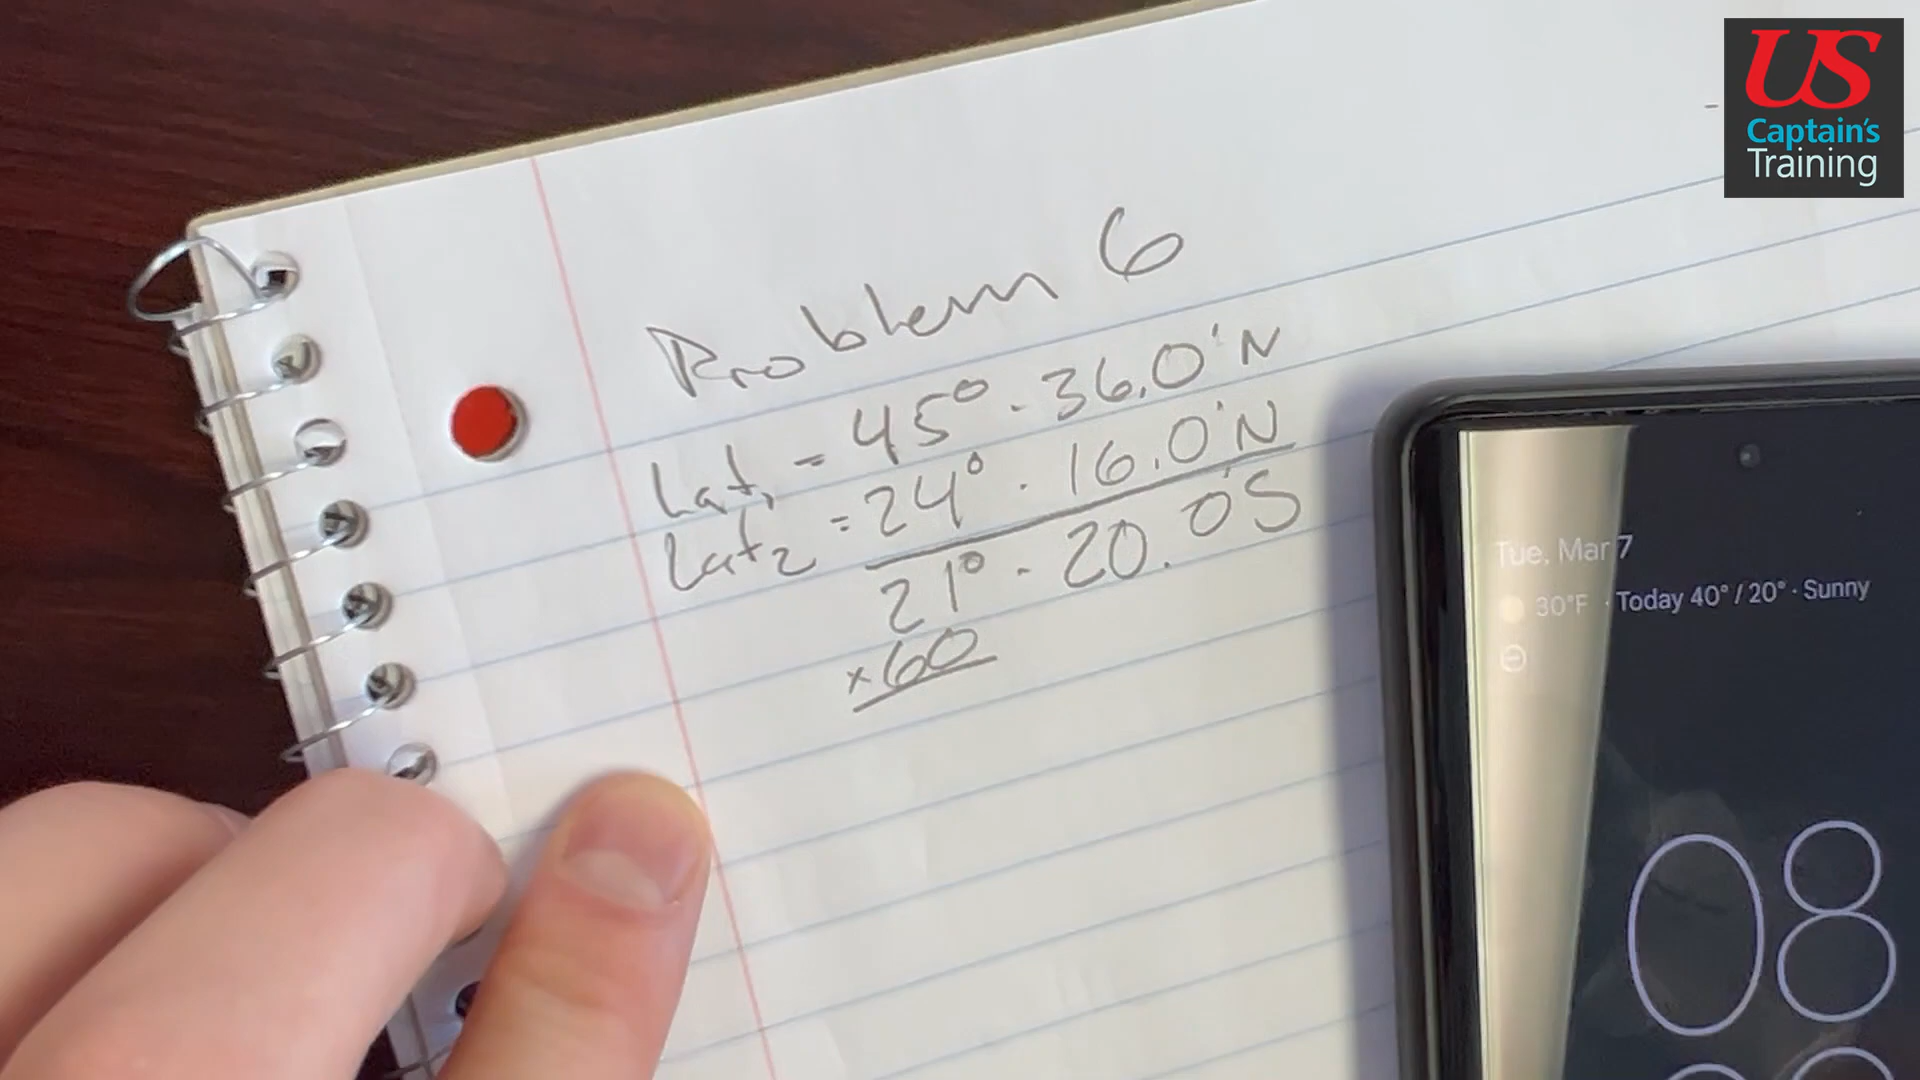 US
Captain's
Training
Problem 6
Lat1 = 45° - 36.0' N
Lat2 = 24° - 16.0' N
21° - 20.0' S
×60
Tue, Mar 7
30°F · Today 40° / 20° · Sunny
08